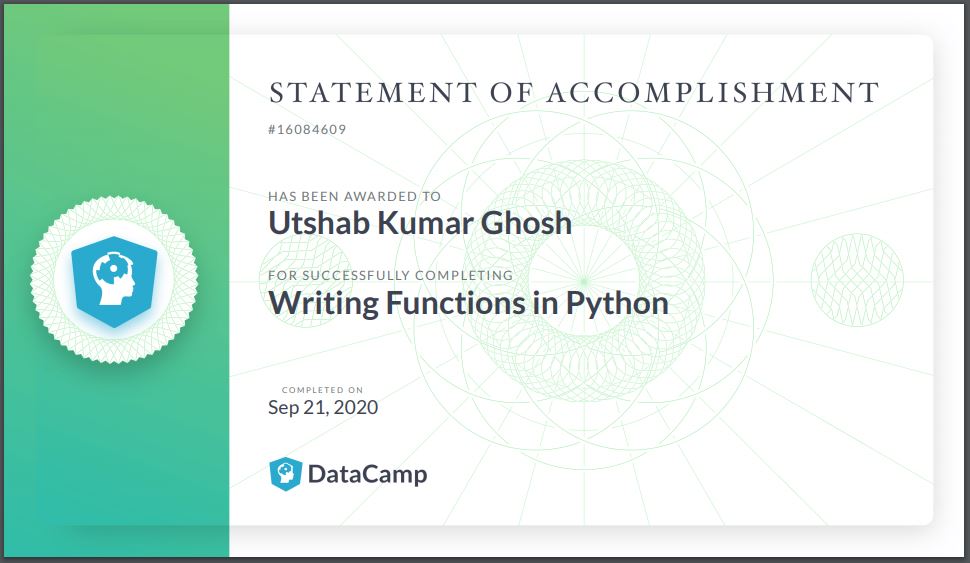 STATEMENT OF ACCOMPLISHMENT
#16084609
HAS BEEN AWARDED TO
Utshab Kumar Ghosh
FOR SUCCESSFULLY COMPLETING
Writing Functions in Python
COMPLETED ON
Sep 21, 2020
DataCamp